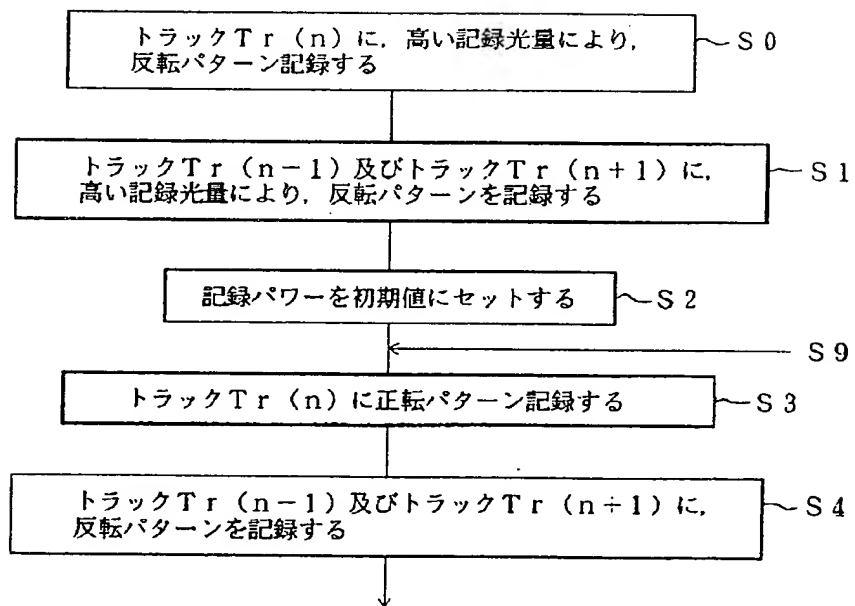 トラックTr(n)に,高い記録光量により,
反転パターン記録する
S0
トラックTr(n-1)及びトラックTr(n+1)に,
高い記録光量により,反転パターンを記録する
S1
記録パワーを初期値にセットする
S2
S9
トラックTr(n)に正転パターン記録する
S3
トラックTr(n-1)及びトラックTr(n+1)に,
反転パターンを記録する
S4